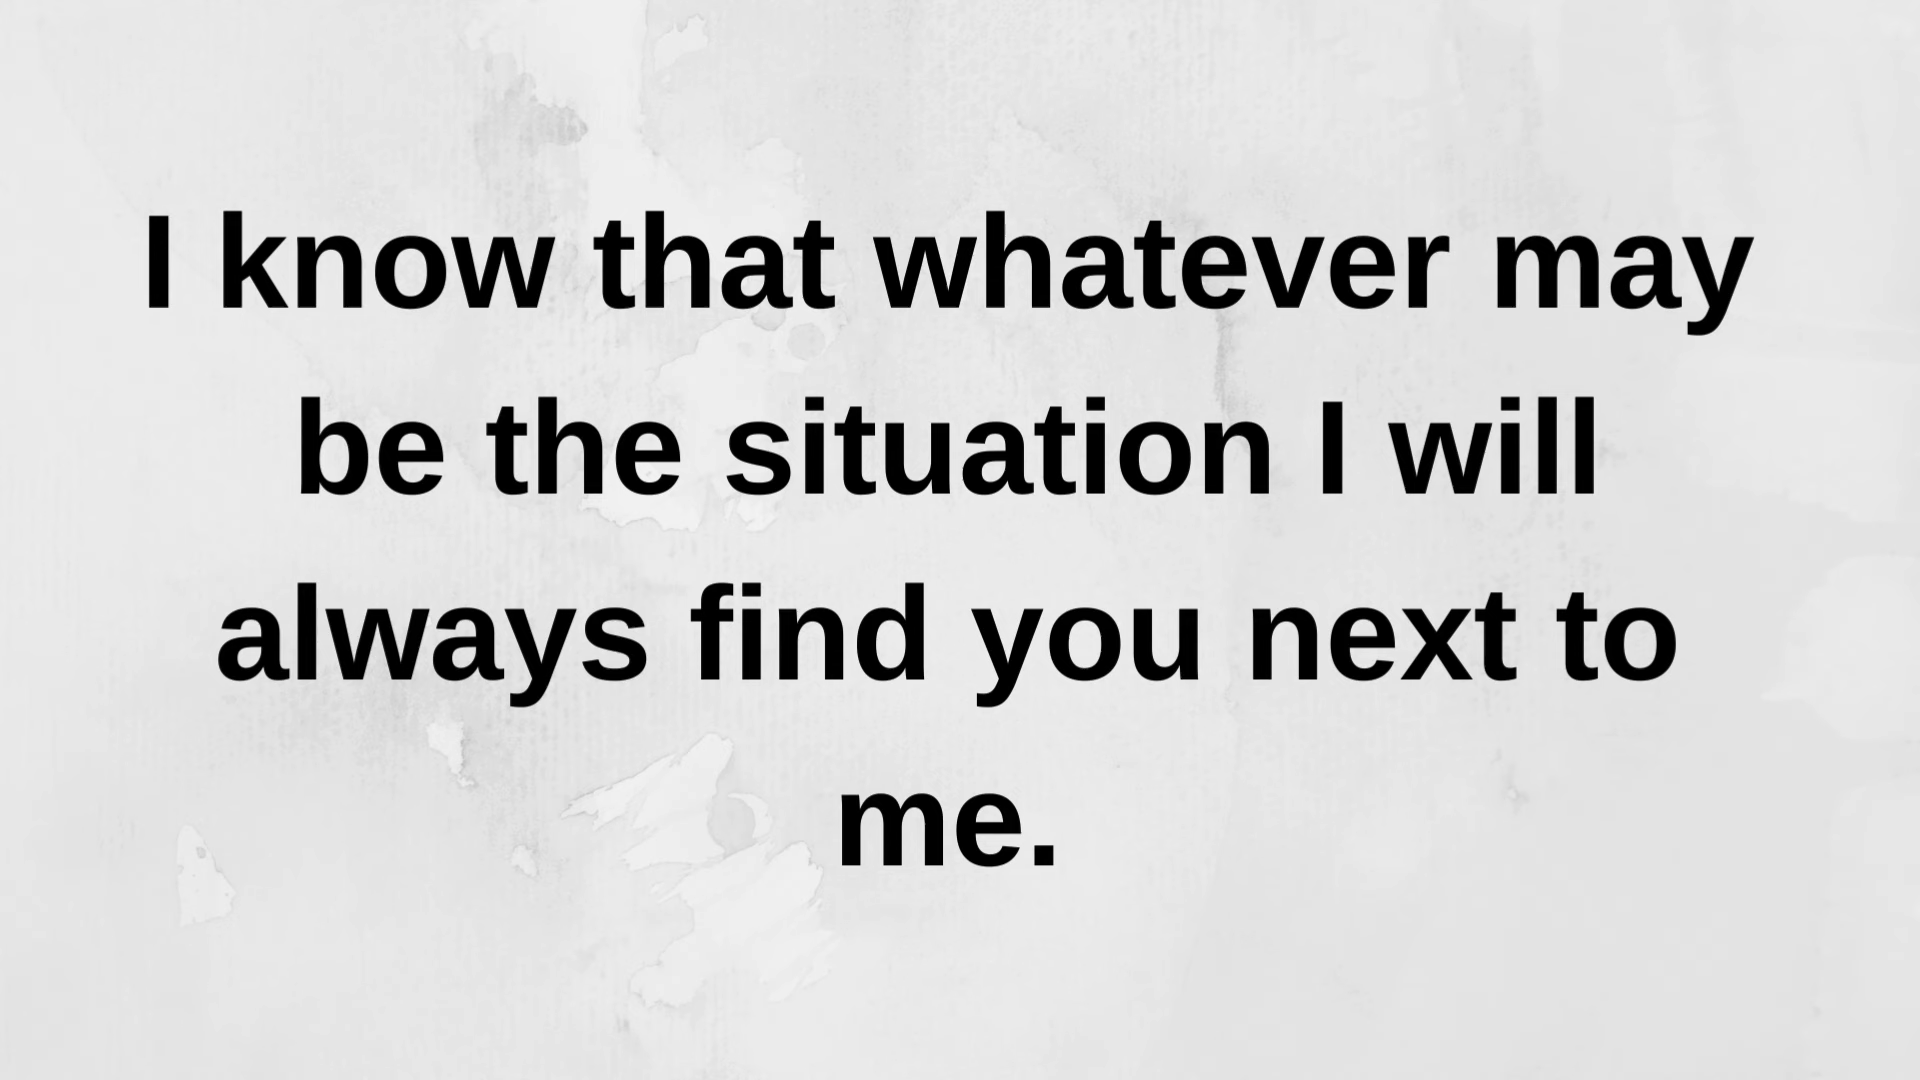 I know that whatever may
be the situation I will
always find you next to
me.